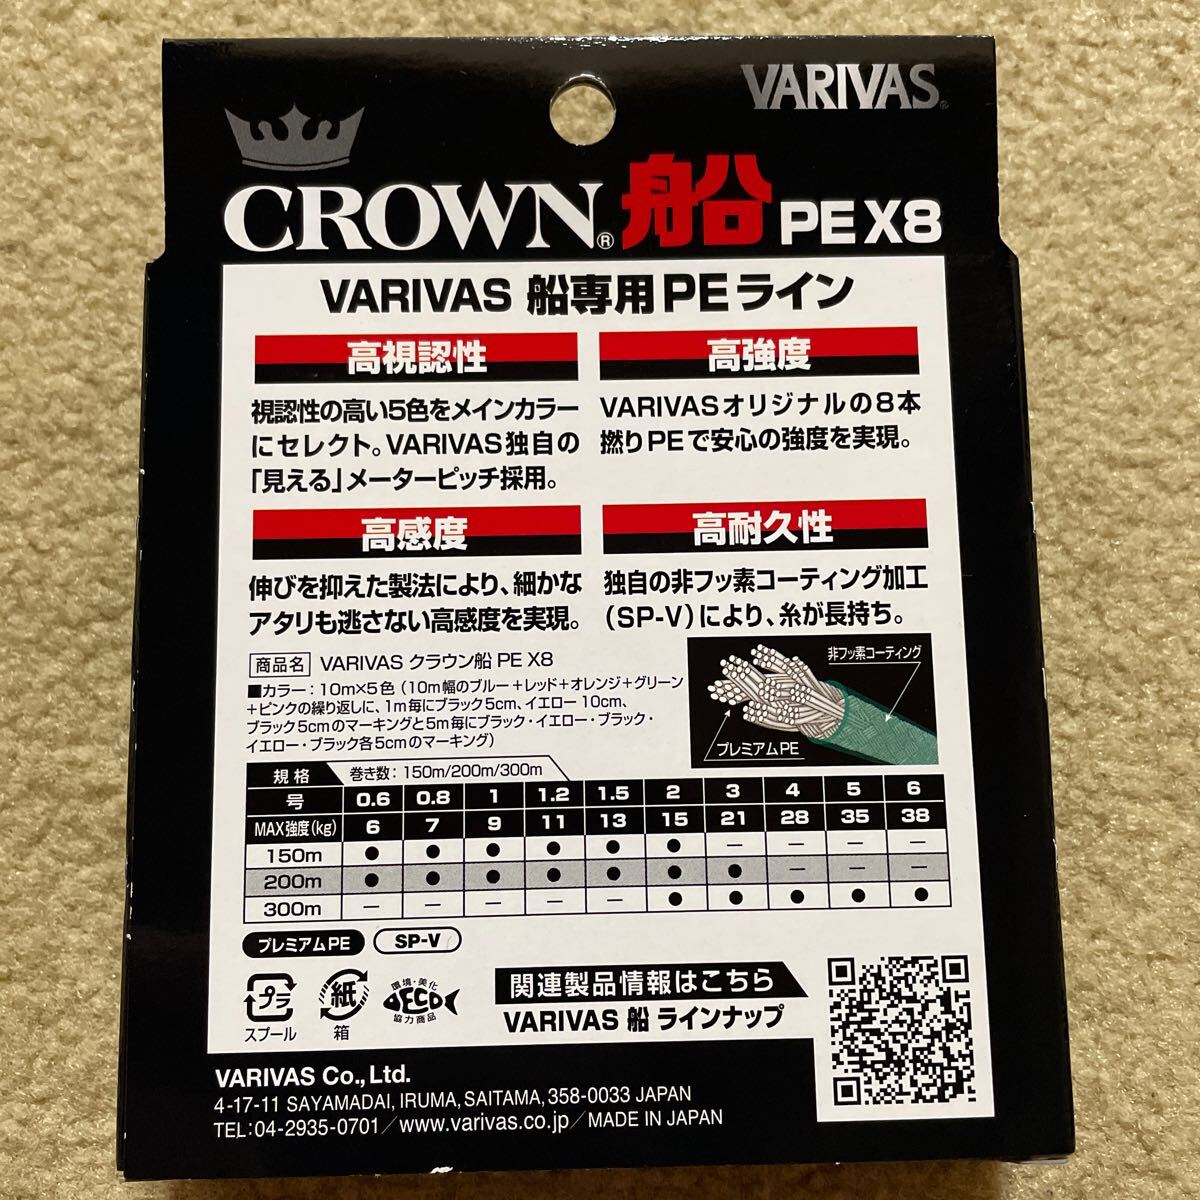 VARIVAS®
CROWN® 船 PE X8
VARIVAS 船専用PEライン
高視認性
視認性の高い5色をメインカラー
にセレクト。VARIVAS独自の
「見える」メーターピッチ採用。
高強度
VARIVASオリジナルの8本
撚りPEで安心の強度を実現。
高感度
伸びを抑えた製法により、細かな
アタリも逃さない高感度を実現。
高耐久性
独自の非フッ素コーティング加工
(SP-V)により、糸が長持ち。
商品名 VARIVAS クラウン船 PE X8
■カラー：10m×5色（10m幅のブルー＋レッド＋オレンジ＋グリーン
＋ピンクの繰り返しに、1m毎にブラック5cm、イエロー10cm、
ブラック5cmのマーキングと5m毎にブラック・イエロー・ブラック・
イエロー・ブラック各5cmのマーキング）
非フッ素コーティング
プレミアムPE
規格 巻き数：150m/200m/300m
号 0.6 0.8 1 1.2 1.5 2 3 4 5 6
MAX強度(kg) 6 7 9 11 13 15 21 28 35 38
150m ● ● ● ● ● ● － － － －
200m ● ● ● ● ● ● ● － － －
300m － － － － － ● ● ● ● ●
プレミアムPE SP-V
プラ
スプール
紙
箱
環境・美化
ECO
協力商品
関連製品情報はこちら
VARIVAS 船 ラインナップ
VARIVAS Co.,Ltd.
4-17-11 SAYAMADAI, IRUMA, SAITAMA, 358-0033 JAPAN
TEL:04-2935-0701／www.varivas.co.jp／MADE IN JAPAN